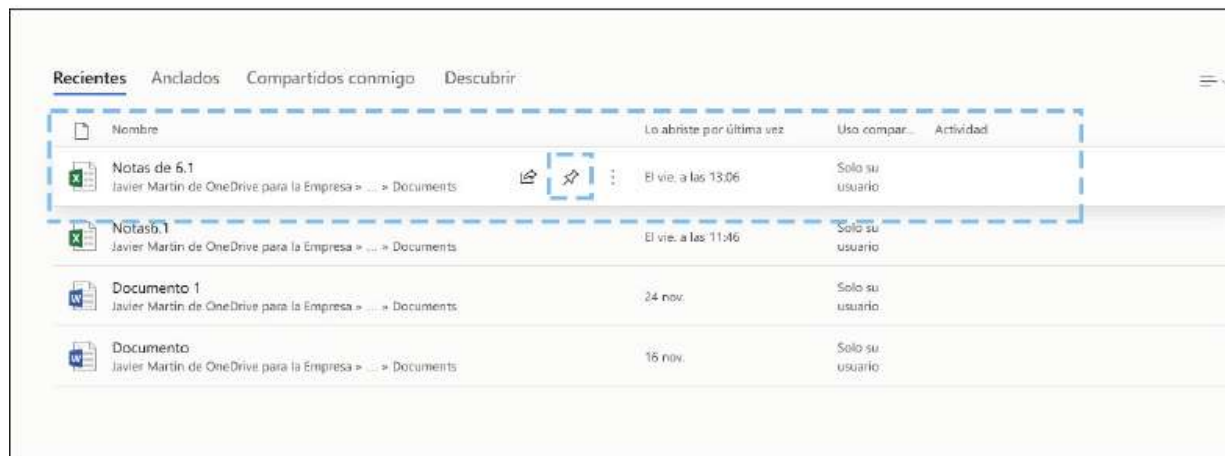 Recientes Anclados Compartidos conmigo Descubrir
Nombre Lo abriste por última vez Uso compar... Actividad
Notas de 6.1
Javier Martin de OneDrive para la Empresa » ... » Documents
El vie. a las 13:06
Solo su
usuario
Notas6.1
Javier Martin de OneDrive para la Empresa » ... » Documents
El vie. a las 11:46
Solo su
usuario
Documento 1
Javier Martin de OneDrive para la Empresa » ... » Documents
24 nov.
Solo su
usuario
Documento
Javier Martin de OneDrive para la Empresa » ... » Documents
16 nov.
Solo su
usuario